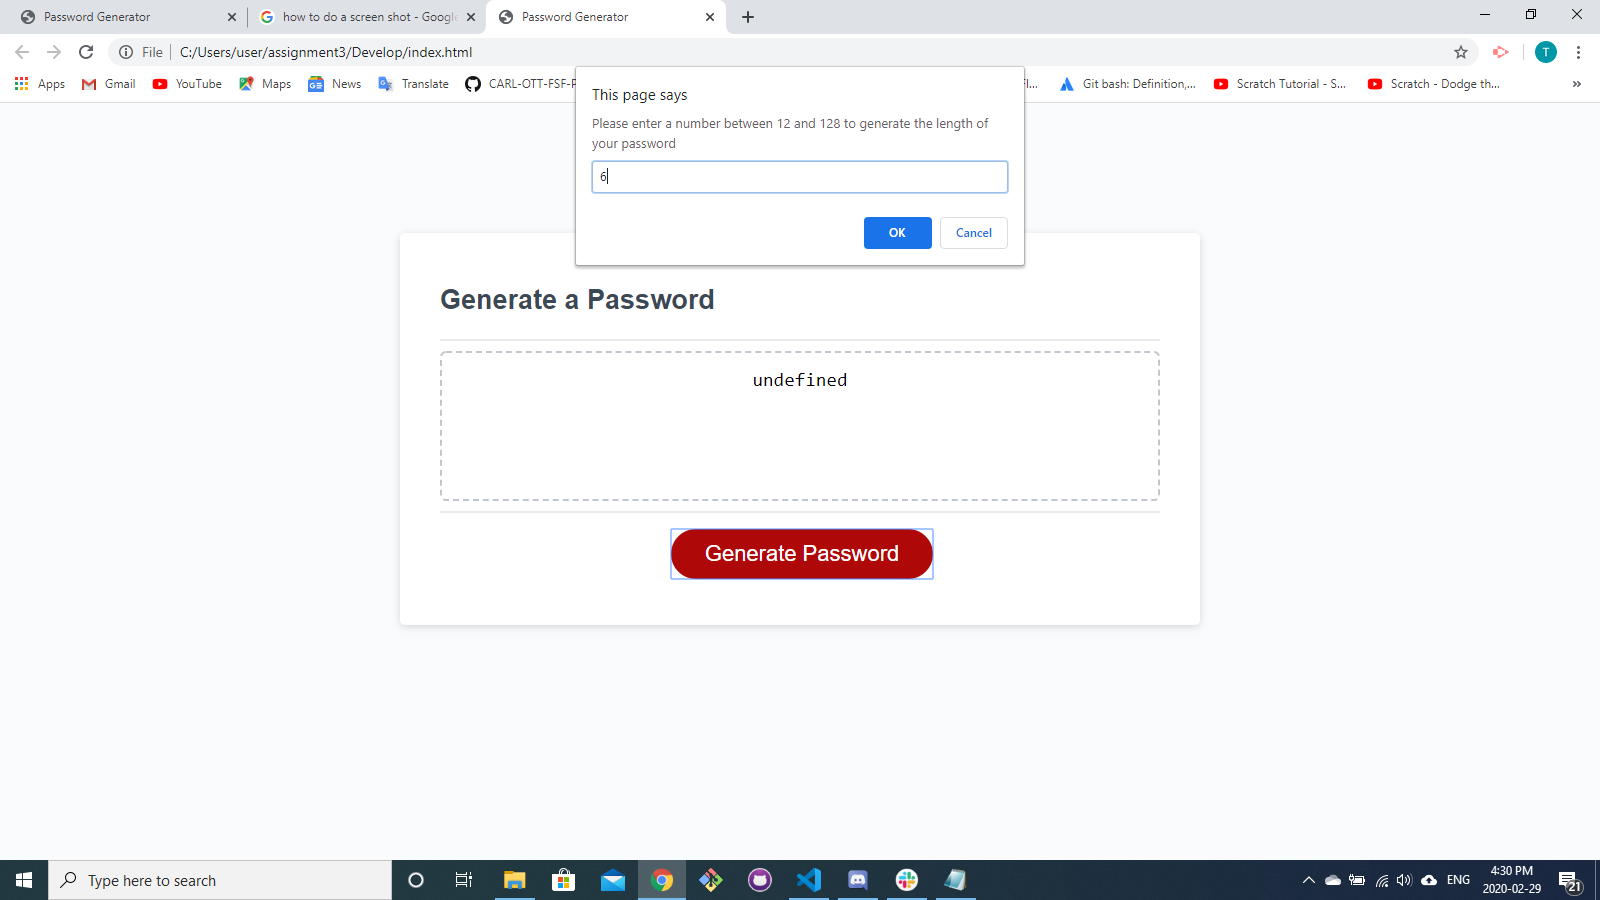 Password Generator
how to do a screen shot - Google
Password Generator
File
C:/Users/user/assignment3/Develop/index.html
T
Apps
Gmail
YouTube
Maps
News
Translate
CARL-OTT-FSF-P
Git bash: Definition,...
Scratch Tutorial - S...
Scratch - Dodge th...
»
This page says
Please enter a number between 12 and 128 to generate the length of
your password
6
OK
Cancel
Generate a Password
undefined
Generate Password
Type here to search
ENG
4:30 PM
2020-02-29
21